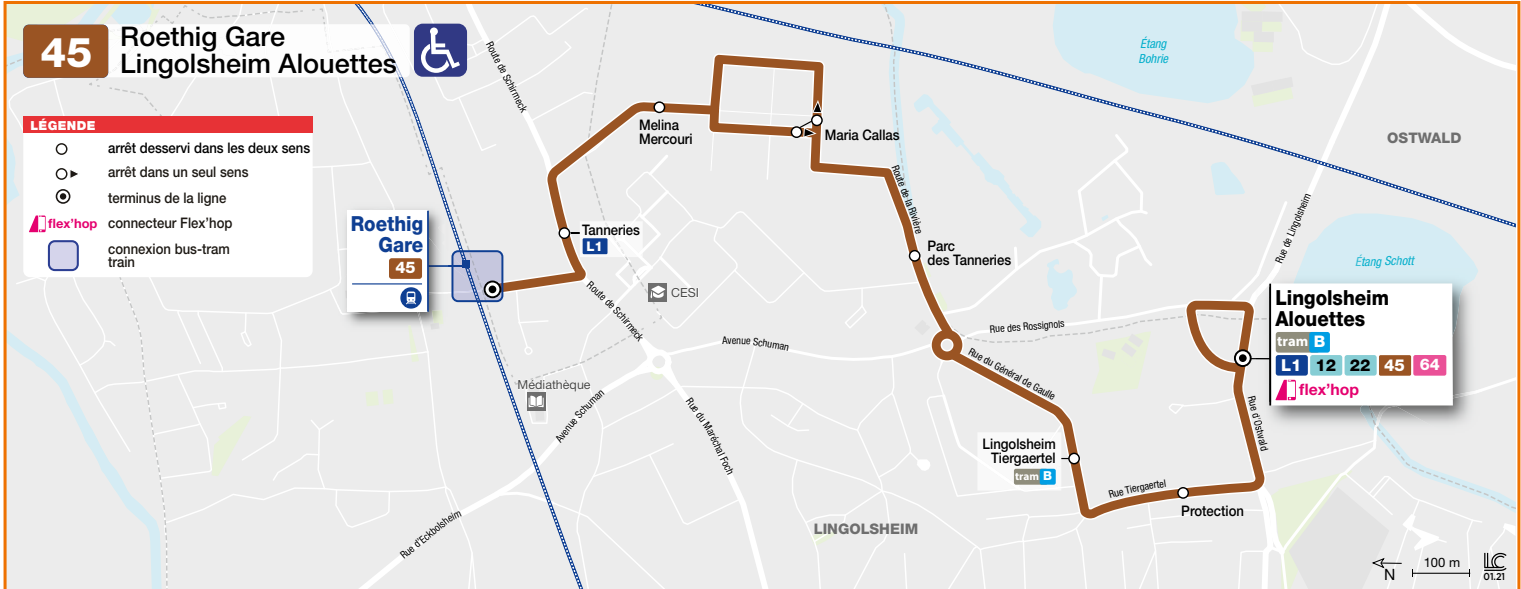 45
Roethig Gare
Lingolsheim Alouettes
LÉGENDE
arrêt desservi dans les deux sens
arrêt dans un seul sens
terminus de la ligne
flex'hop
connecteur Flex'hop
connexion bus-tram
train
Route de Schirmeck
Étang
Bohrie
OSTWALD
Melina
Mercouri
Maria Callas
Route de la Rivière
Rue de Lingolsheim
Roethig
Gare
45
Tanneries
L1
Parc
des Tanneries
Étang Schott
CESI
Route de Schirmeck
Avenue Schuman
Rue des Rossignols
Lingolsheim
Alouettes
tram B
L1 12 22 45 64
flex'hop
Rue du Général de Gaulle
Médiathèque
Avenue Schuman
Rue du Maréchal Foch
Rue d'Ostwald
Lingolsheim
Tiergaertel
tram B
Rue Tiergaertel
Protection
Rue d'Eckbolsheim
LINGOLSHEIM
N
100 m
LC
01.21